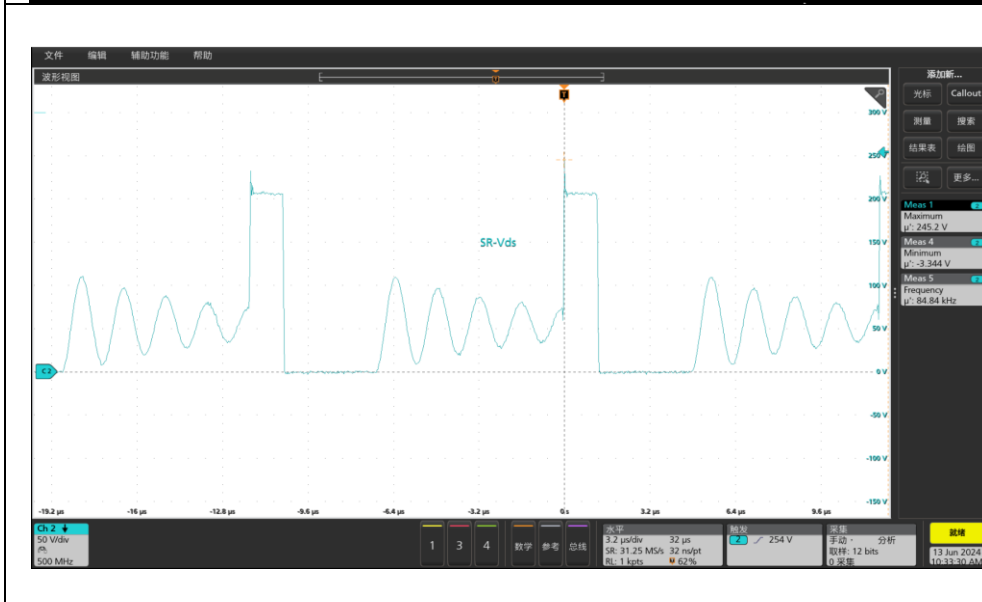 文件 编辑 辅助功能 帮助
波形视图
添加新...
光标 Callout
测量 搜索
结果表 绘图
更多...
Meas 1 2
Maximum
µ': 245.2 V
Meas 4 2
Minimum
µ': -3.344 V
Meas 5 2
Frequency
µ': 84.84 kHz
U
T
300 V
250 V
200 V
150 V
100 V
50 V
0 V
-50 V
-100 V
-150 V
SR-Vds
C2
-19.2 µs -16 µs -12.8 µs -9.6 µs -6.4 µs -3.2 µs 0 s 3.2 µs 6.4 µs 9.6 µs
Ch 2
50 V/div
500 MHz
1 3 4 数学 参考 总线
水平
3.2 µs/div 32 µs
SR: 31.25 MS/s 32 ns/pt
RL: 1 kpts 62%
触发
2 254 V
采集
手动， 分析
取样: 12 bits
0 采集
就绪
13 Jun 2024
10:33:30 AM